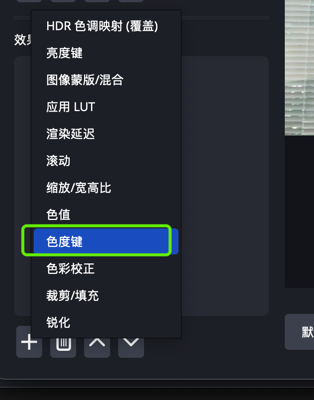 HDR 色调映射 (覆盖)
效果
亮度键
图像蒙版/混合
应用 LUT
渲染延迟
滚动
缩放/宽高比
色值
色度键
色彩校正
裁剪/填充
锐化
默